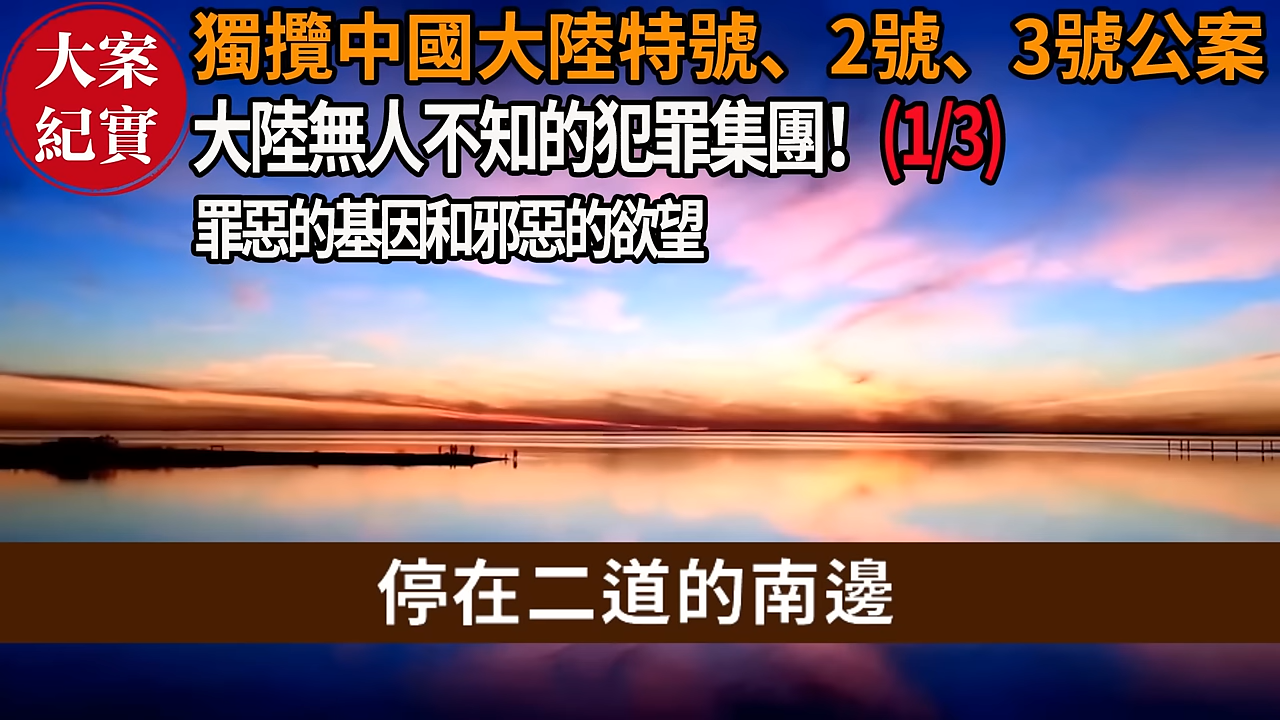 大案
紀實
獨攬中國大陸特號、2號、3號公案
大陸無人不知的犯罪集團！(1/3)
罪惡的基因和邪惡的欲望
停在二道的南邊